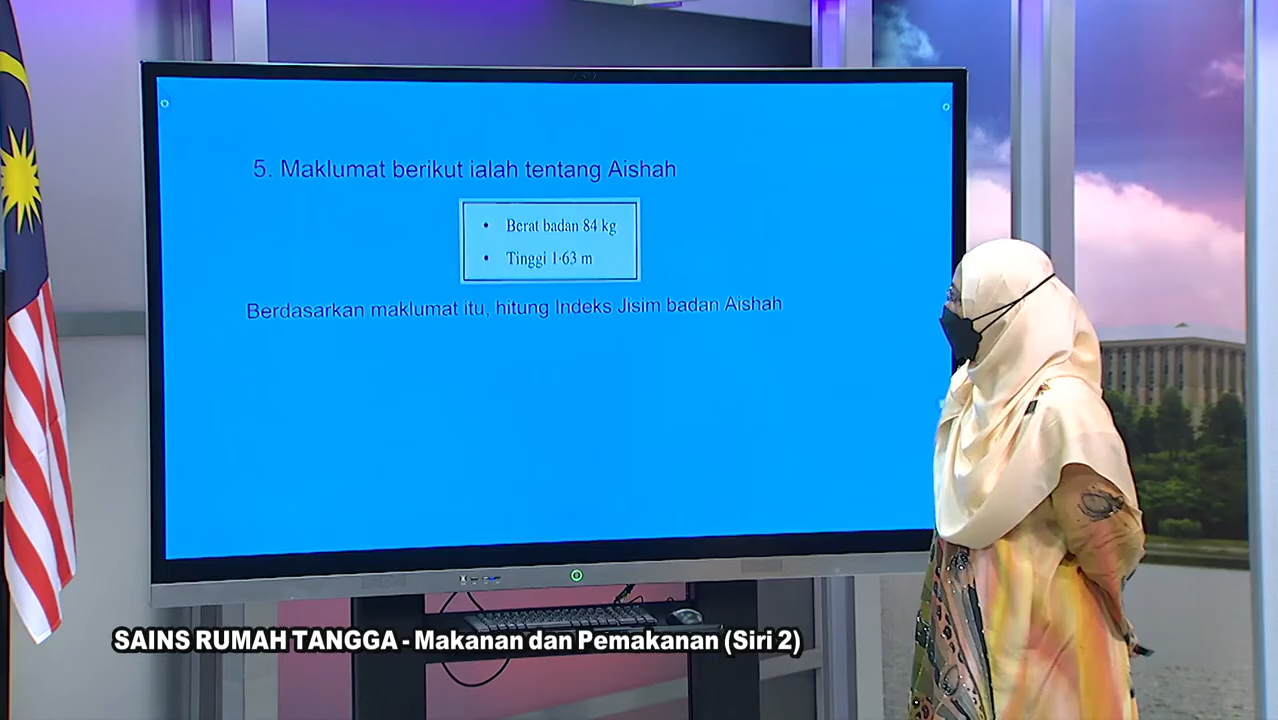 5. Maklumat berikut ialah tentang Aishah
• Berat badan 84 kg
• Tinggi 1·63 m
Berdasarkan maklumat itu, hitung Indeks Jisim badan Aishah
SAINS RUMAH TANGGA - Makanan dan Pemakanan (Siri 2)